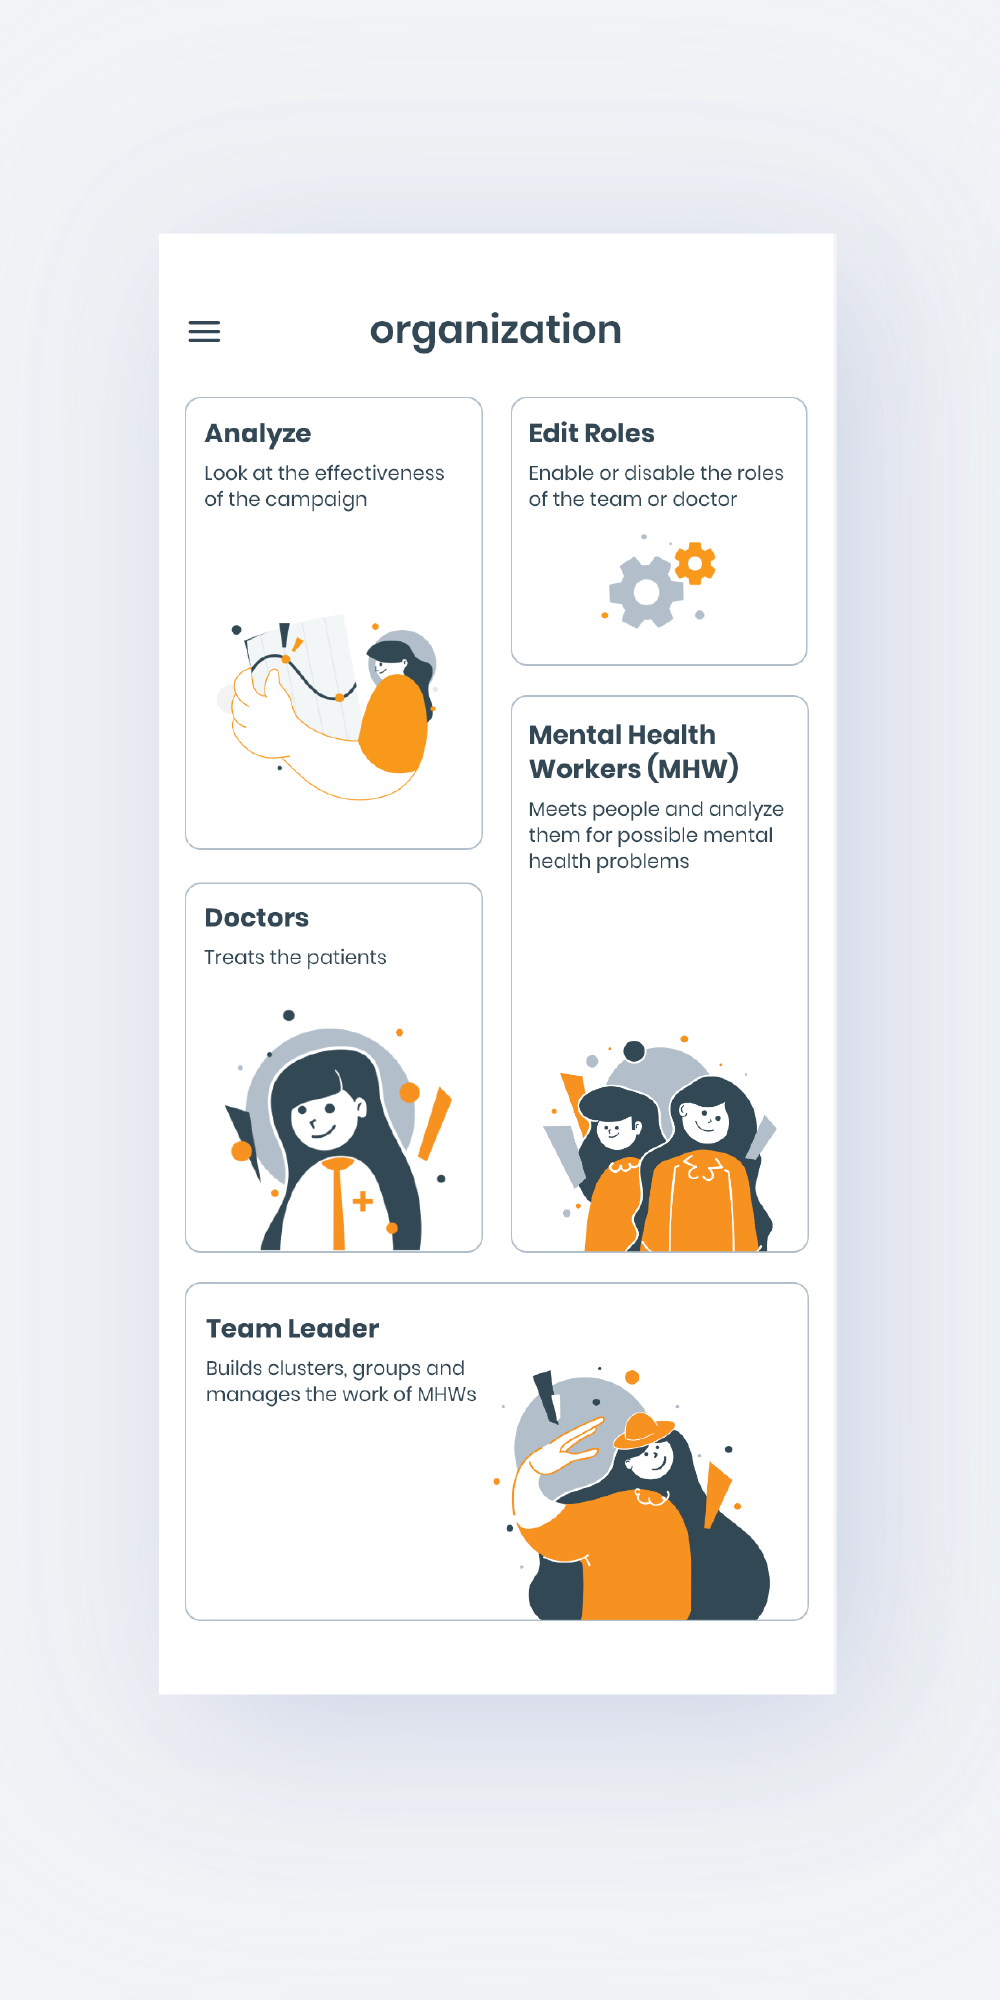 organization
Analyze
Look at the effectiveness
of the campaign
Edit Roles
Enable or disable the roles
of the team or doctor
Mental Health
Workers (MHW)
Meets people and analyze
them for possible mental
health problems
Doctors
Treats the patients
Team Leader
Builds clusters, groups and
manages the work of MHWs